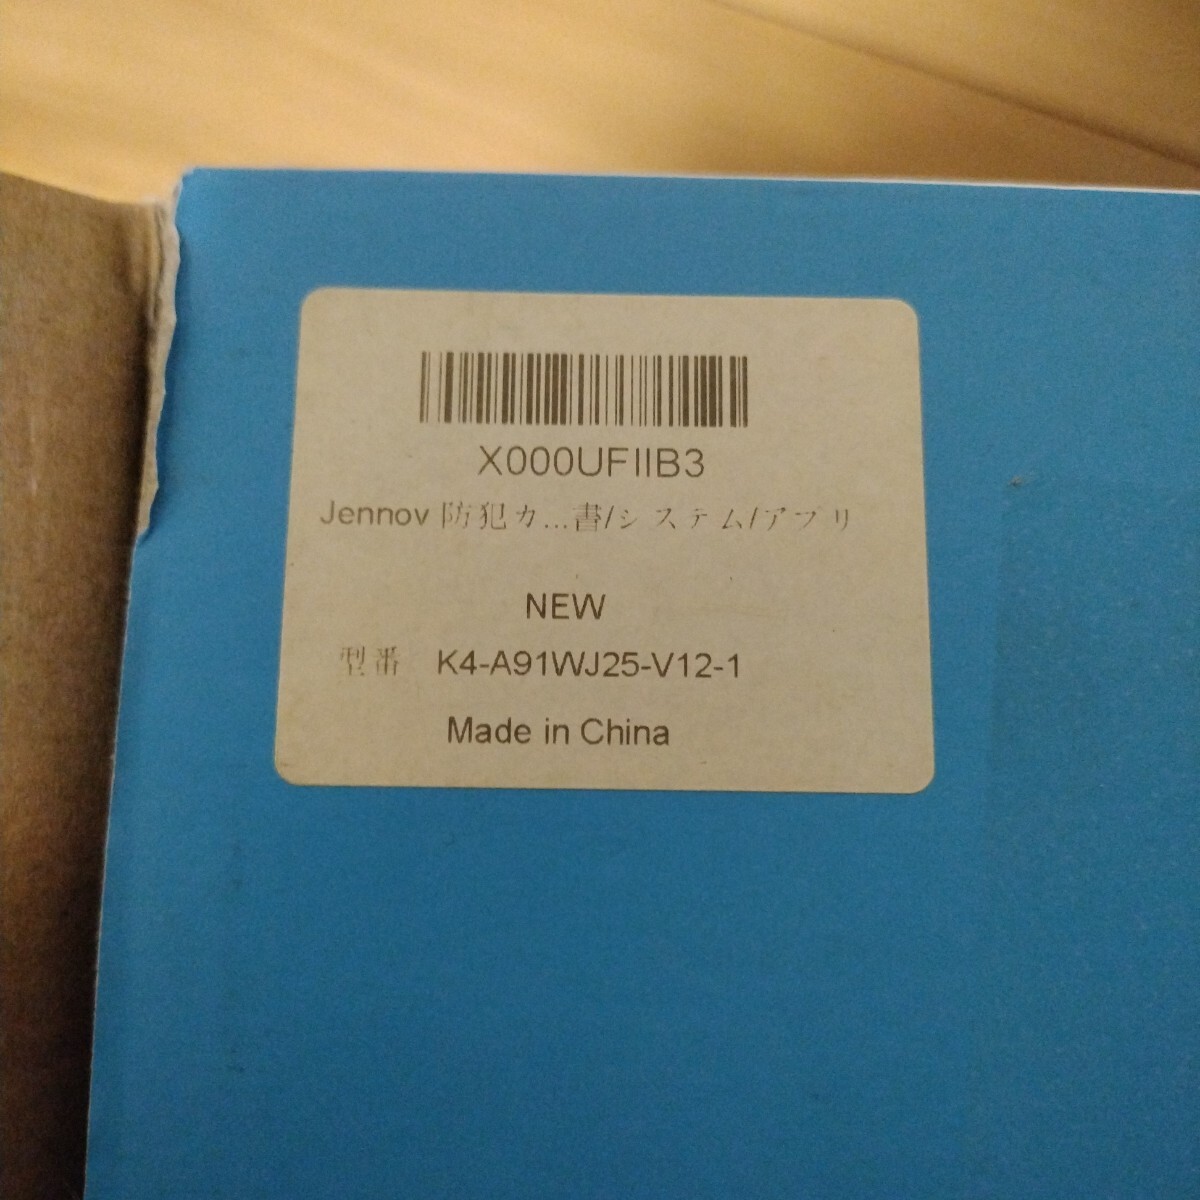 X000UFIIB3
Jennov 防犯カ...書/システム/アプリ
NEW
型番 K4-A91WJ25-V12-1
Made in China